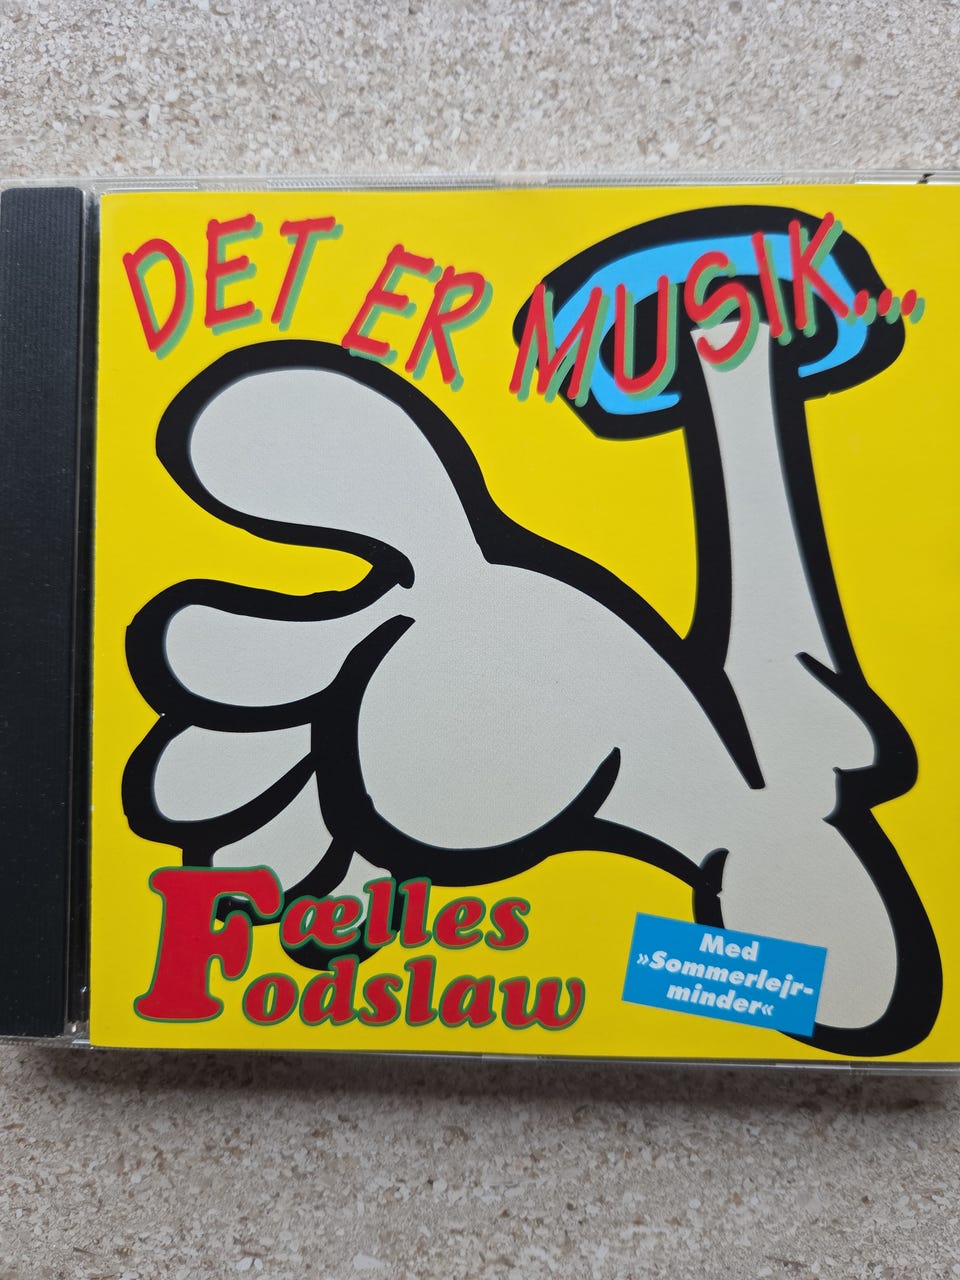 DET ER MUSIK...
Fælles
Fodslaw
Med
»Sommerlejr-
minder«